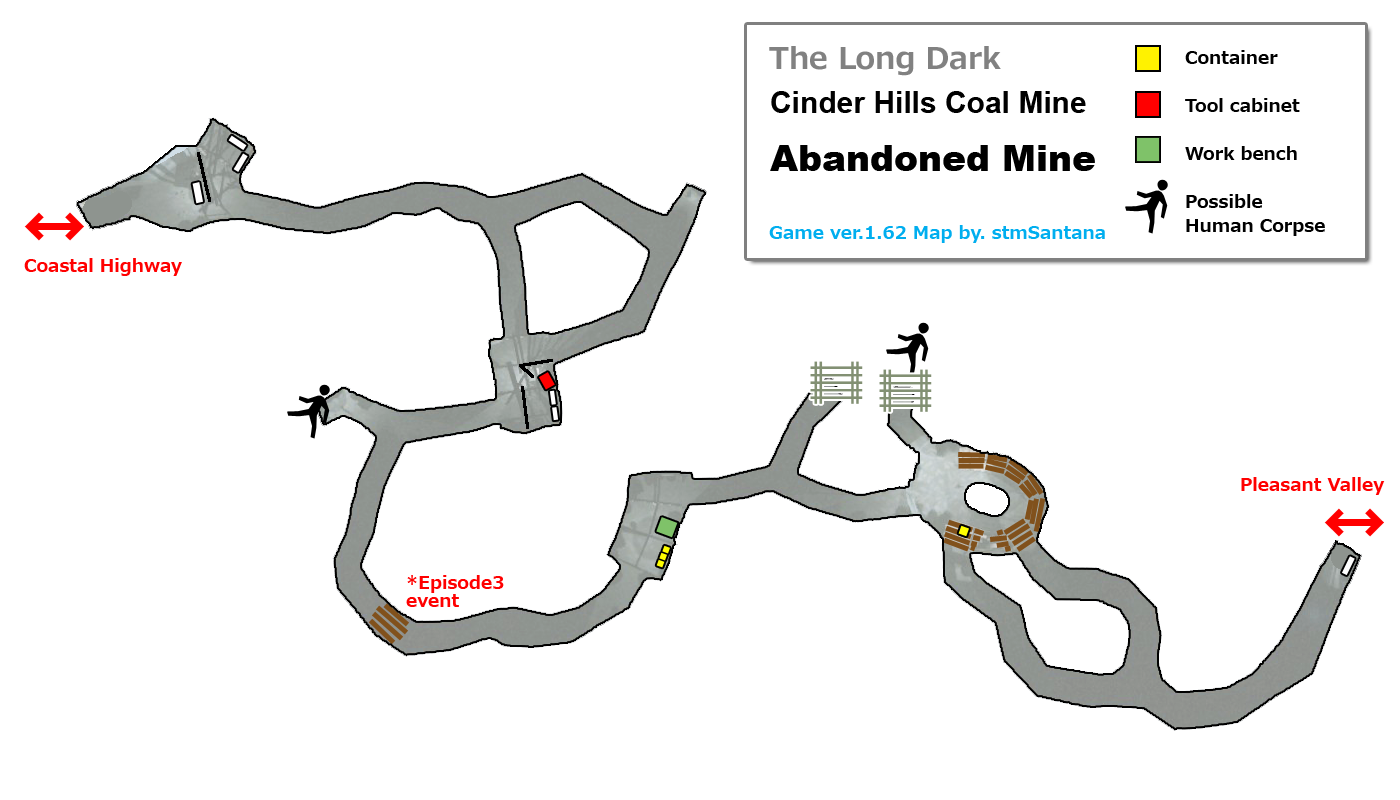 The Long Dark
Cinder Hills Coal Mine
Abandoned Mine
Game ver.1.62 Map by. stmSantana
Container
Tool cabinet
Work bench
Possible
Human Corpse
Coastal Highway
Pleasant Valley
*Episode3
event